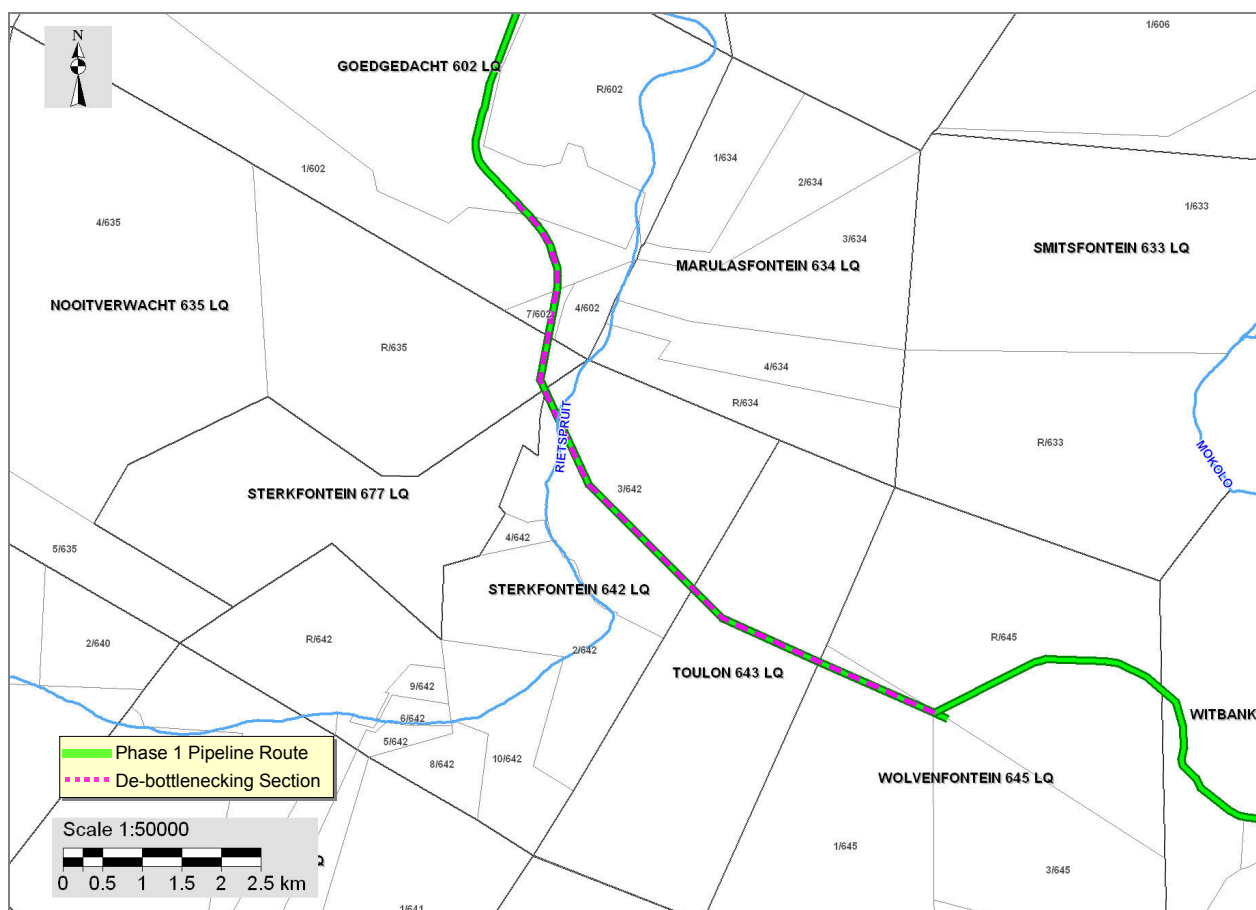 1/606
N
GOEDGEDACHT 602 LQ
R/602
1/634
1/602
2/634
4/635
1/633
3/634
SMITSFONTEIN 633 LQ
MARULASFONTEIN 634 LQ
NOOITVERWACHT 635 LQ
7/602
4/602
R/635
4/634
R/634
RIETSPRUIT
R/633
MOKOLO
STERKFONTEIN 677 LQ
3/642
4/642
5/635
STERKFONTEIN 642 LQ
R/642
2/640
2/642
R/645
TOULON 643 LQ
9/642
6/642
WITBANK
5/642
10/642
8/642
WOLVENFONTEIN 645 LQ
Phase 1 Pipeline Route
De-bottlenecking Section
Scale 1:50000
0 0.5 1 1.5 2 2.5 km
Q
1/645
3/645
1/641